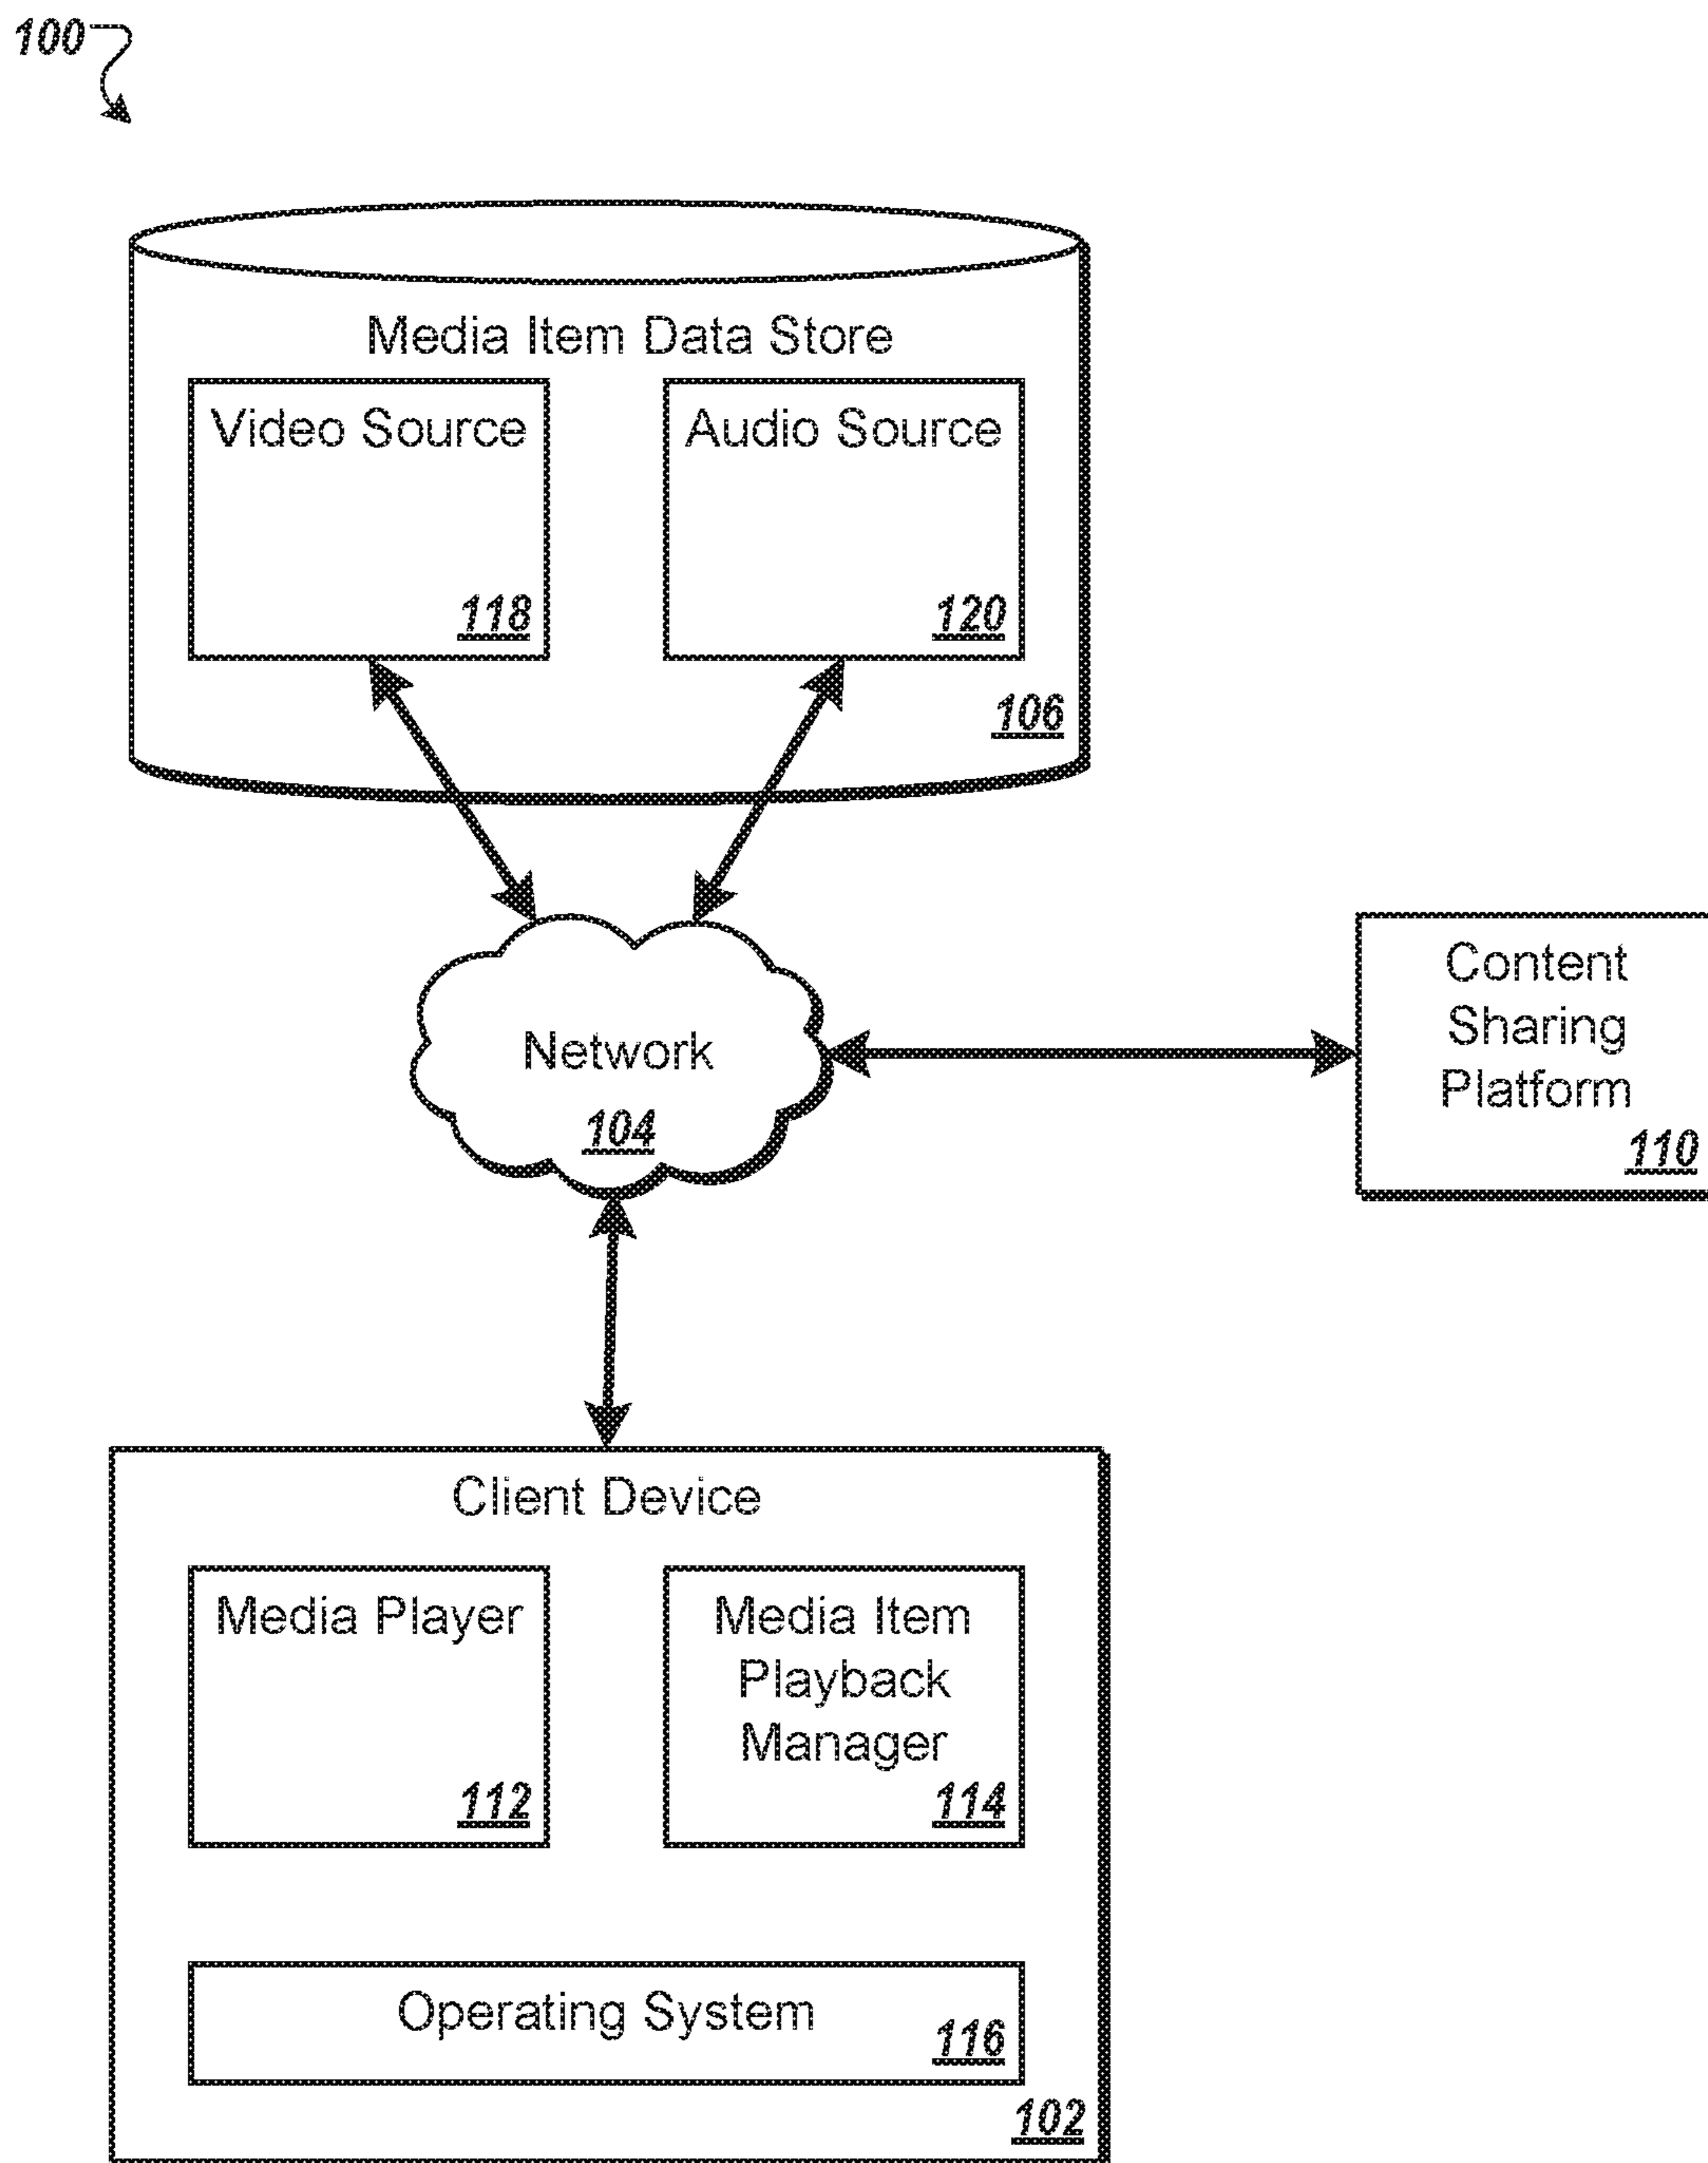 100
Media Item Data Store
Video Source
118
Audio Source
120
106
Network
104
Content
Sharing
Platform
110
Client Device
Media Player
112
Media Item
Playback
Manager
114
Operating System
116
102